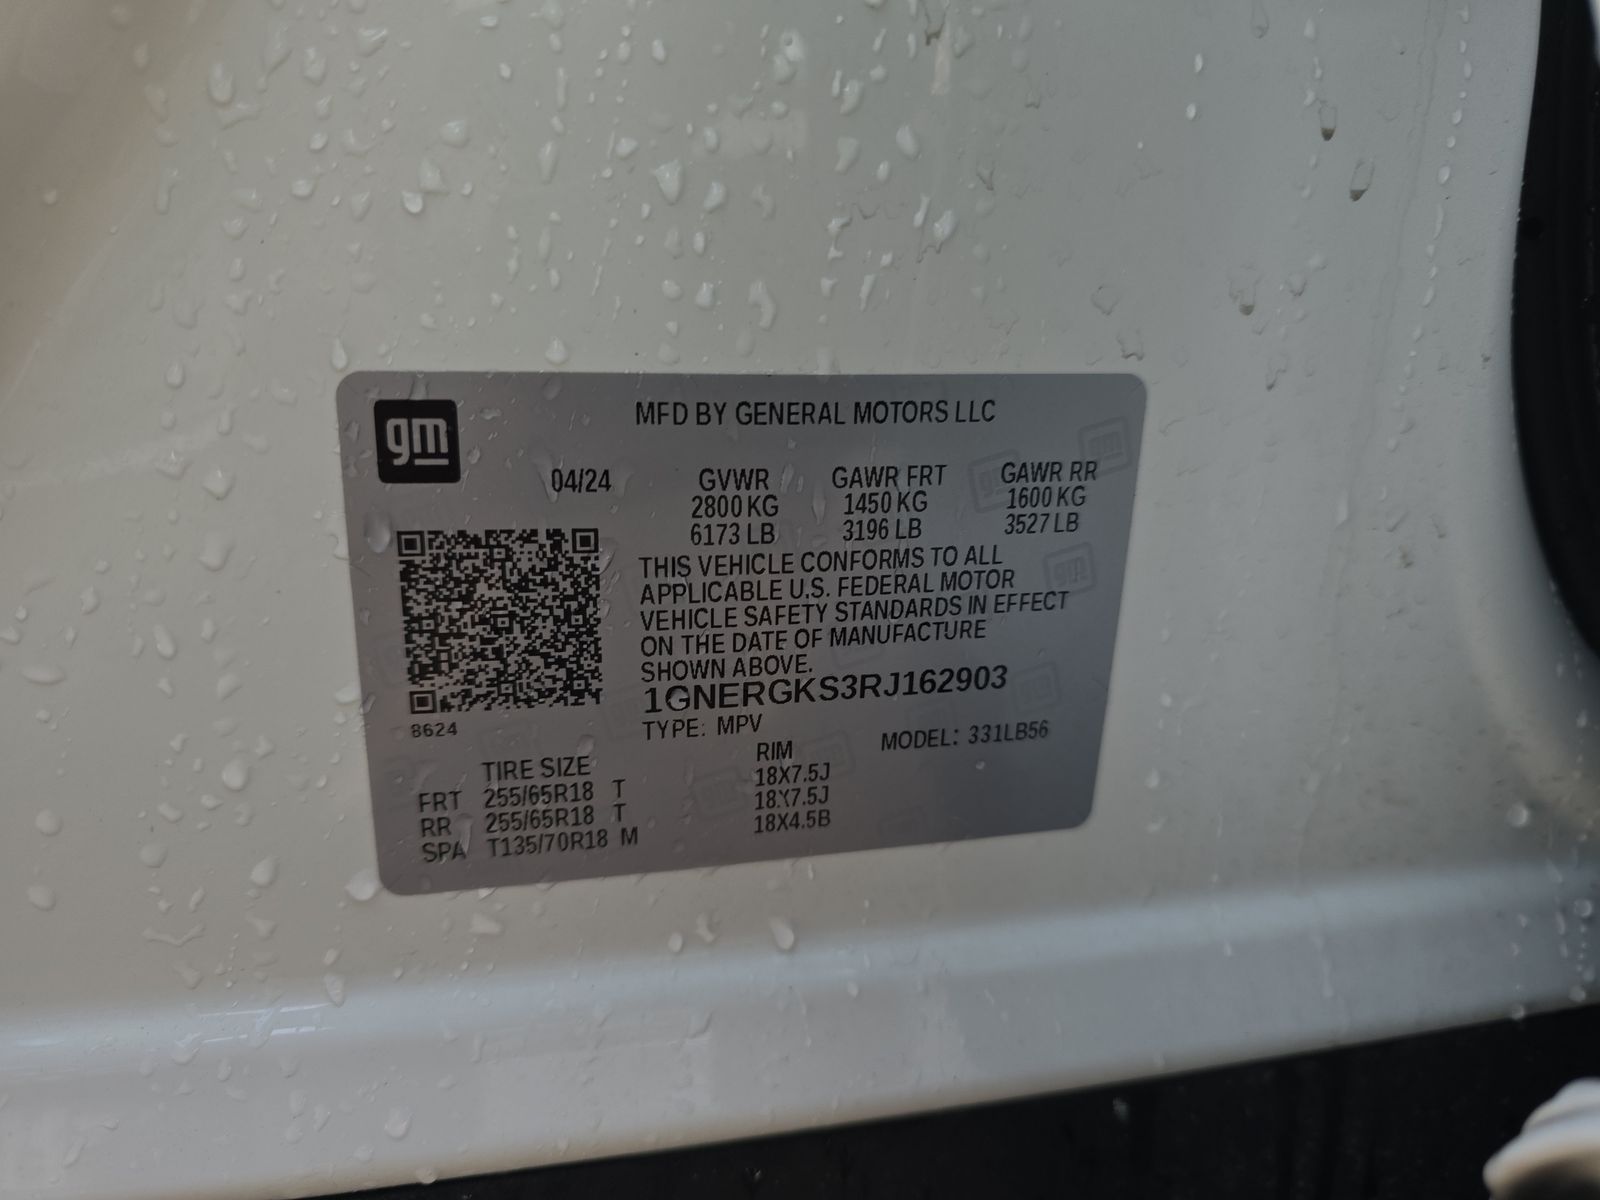 gm
MFD BY GENERAL MOTORS LLC
04/24 GVWR GAWR FRT GAWR RR
2800 KG 1450 KG 1600 KG
6173 LB 3196 LB 3527 LB
THIS VEHICLE CONFORMS TO ALL
APPLICABLE U.S. FEDERAL MOTOR
VEHICLE SAFETY STANDARDS IN EFFECT
ON THE DATE OF MANUFACTURE
SHOWN ABOVE.
1GNERGKS3RJ162903
8624
TYPE: MPV MODEL: 331LB56
TIRE SIZE RIM
FRT 255/65R18 T 18X7.5J
RR 255/65R18 T 18X7.5J
SPA T135/70R18 M 18X4.5B